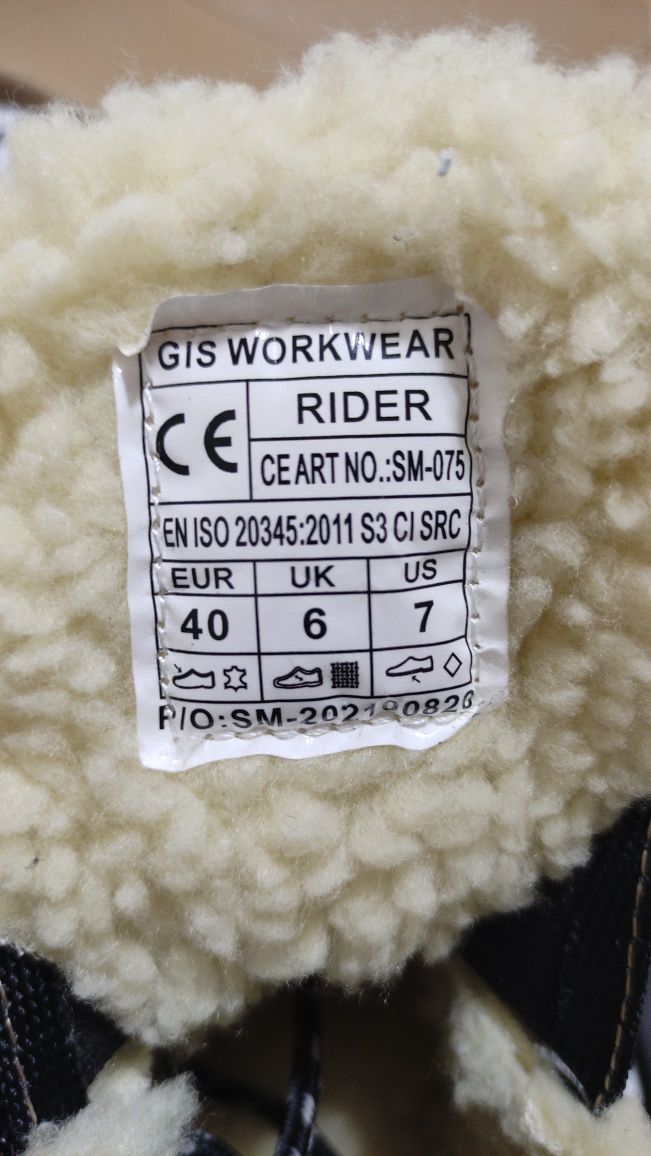 GIS WORKWEAR
CE RIDER
CE ART NO.:SM-075
EN ISO 20345:2011 S3 CI SRC
EUR UK US
40 6 7